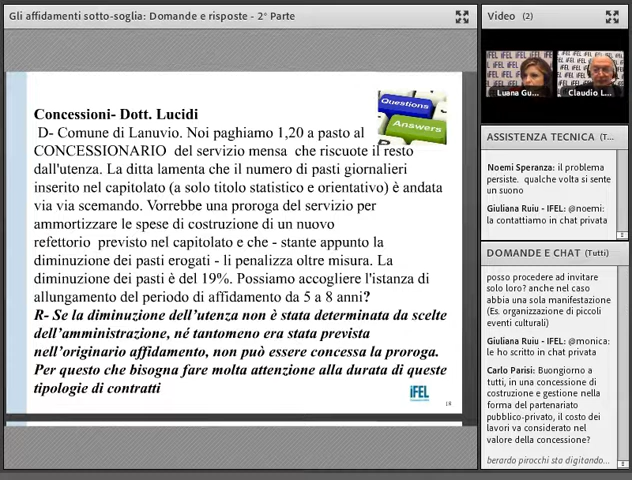 Gli affidamenti sotto-soglia: Domande e risposte - 2° Parte
Concessioni- Dott. Lucidi
D- Comune di Lanuvio. Noi paghiamo 1,20 a pasto al
CONCESSIONARIO del servizio mensa che riscuote il resto
dall'utenza. La ditta lamenta che il numero di pasti giornalieri
inserito nel capitolato (a solo titolo statistico e orientativo) è andata
via via scemando. Vorrebbe una proroga del servizio per
ammortizzare le spese di costruzione di un nuovo
refettorio previsto nel capitolato e che - stante appunto la
diminuzione dei pasti erogati - li penalizza oltre misura. La
diminuzione dei pasti è del 19%. Possiamo accogliere l'istanza di
allungamento del periodo di affidamento da 5 a 8 anni?
R- Se la diminuzione dell'utenza non è stata determinata da scelte
dell'amministrazione, né tantomeno era stata prevista
nell'originario affidamento, non può essere concessa la proroga.
Per questo che bisogna fare molta attenzione alla durata di queste
tipologie di contratti
Questions
Answers
iFEL
18
Video (2)
Luana Gu...
Claudio L...
ASSISTENZA TECNICA (T...
Noemi Speranza: il problema
persiste. qualche volta si sente
un suono
Giuliana Ruiu - IFEL: @noemi:
la contattiamo in chat privata
DOMANDE E CHAT (Tutti)
posso procedere ad invitare
solo loro? anche nel caso
abbia una sola manifestazione
(Es. organizzazione di piccoli
eventi culturali)
Giuliana Ruiu - IFEL: @monica:
le ho scritto in chat privata
Carlo Parisi: Buongiorno a
tutti, in una concessione di
costruzione e gestione nella
forma del partenariato
pubblico-privato, il costo dei
lavori va considerato nel
valore della concessione?
berardo pirocchi sta digitando...